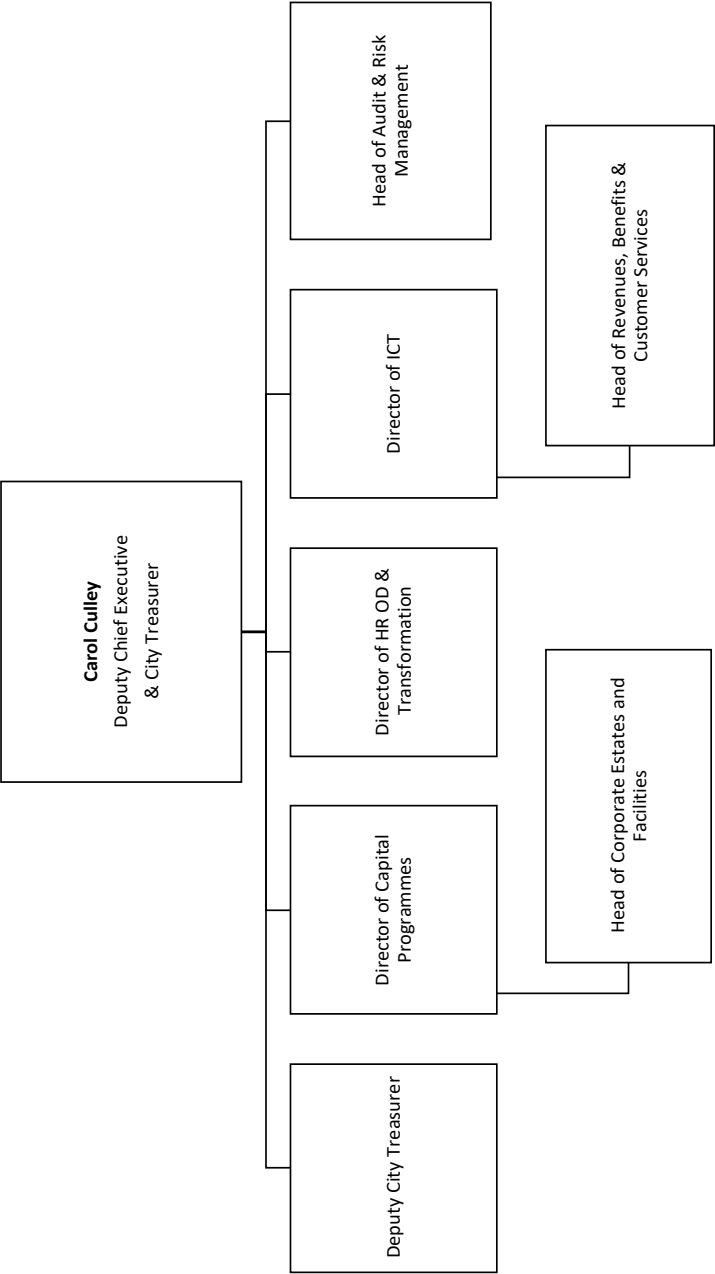 Carol Culley
Deputy Chief Executive
& City Treasurer
Deputy City Treasurer
Director of Capital
Programmes
Director of HR OD &
Transformation
Director of ICT
Head of Audit & Risk
Management
Head of Corporate Estates and
Facilities
Head of Revenues, Benefits &
Customer Services